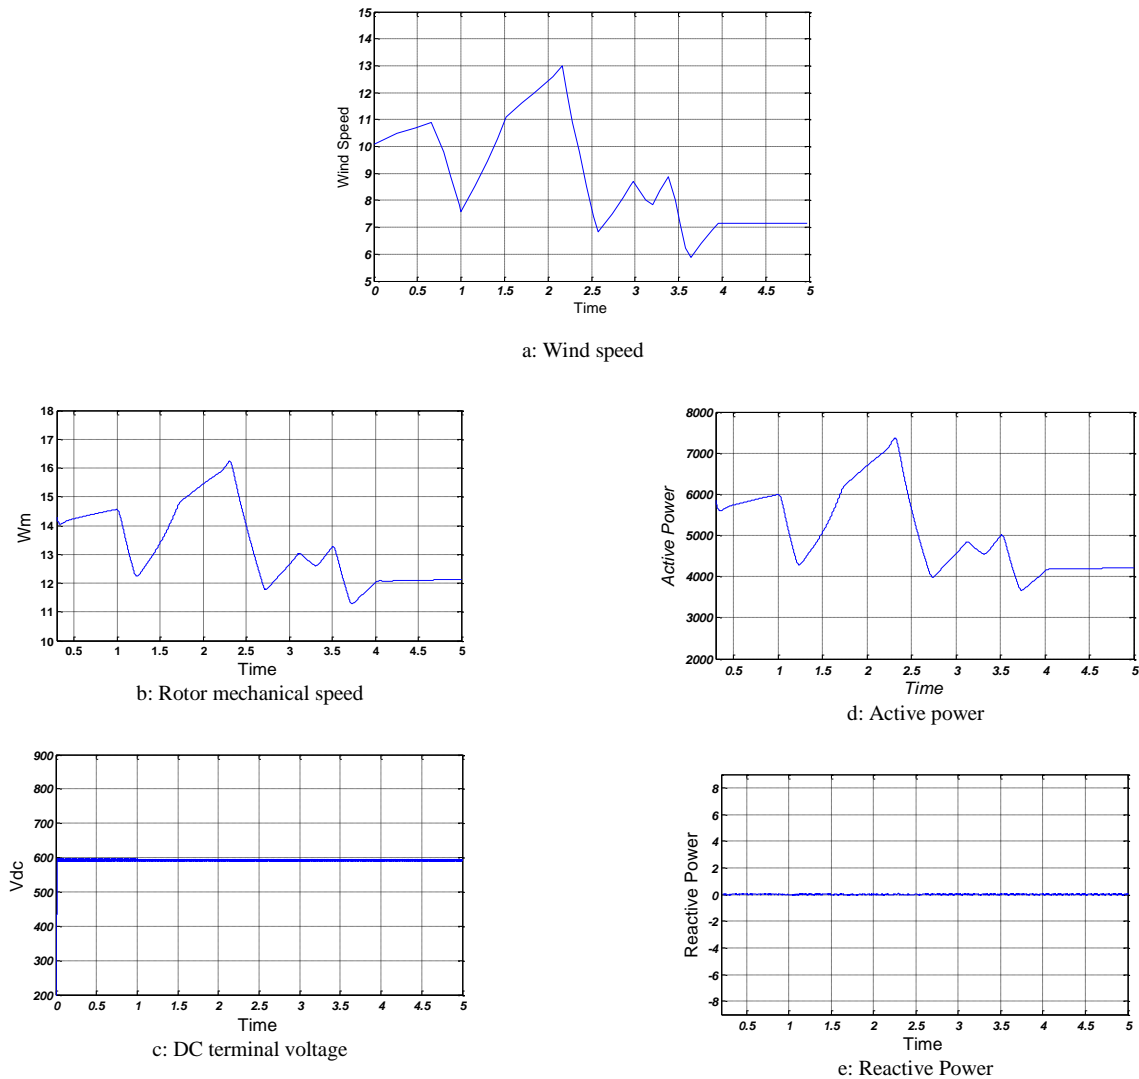 15
14
13
12
11
10
9
8
7
6
5
Wind Speed
0 0.5 1 1.5 2 2.5 3 3.5 4 4.5 5
Time
a: Wind speed
18
17
16
15
14
13
12
11
10
Wm
0.5 1 1.5 2 2.5 3 3.5 4 4.5 5
Time
b: Rotor mechanical speed
8000
7000
6000
5000
4000
3000
2000
Active Power
0.5 1 1.5 2 2.5 3 3.5 4 4.5 5
Time
d: Active power
900
800
700
600
500
400
300
200
Vdc
0 0.5 1 1.5 2 2.5 3 3.5 4 4.5 5
Time
c: DC terminal voltage
8
6
4
2
0
-2
-4
-6
-8
Reactive Power
0.5 1 1.5 2 2.5 3 3.5 4 4.5 5
Time
e: Reactive Power